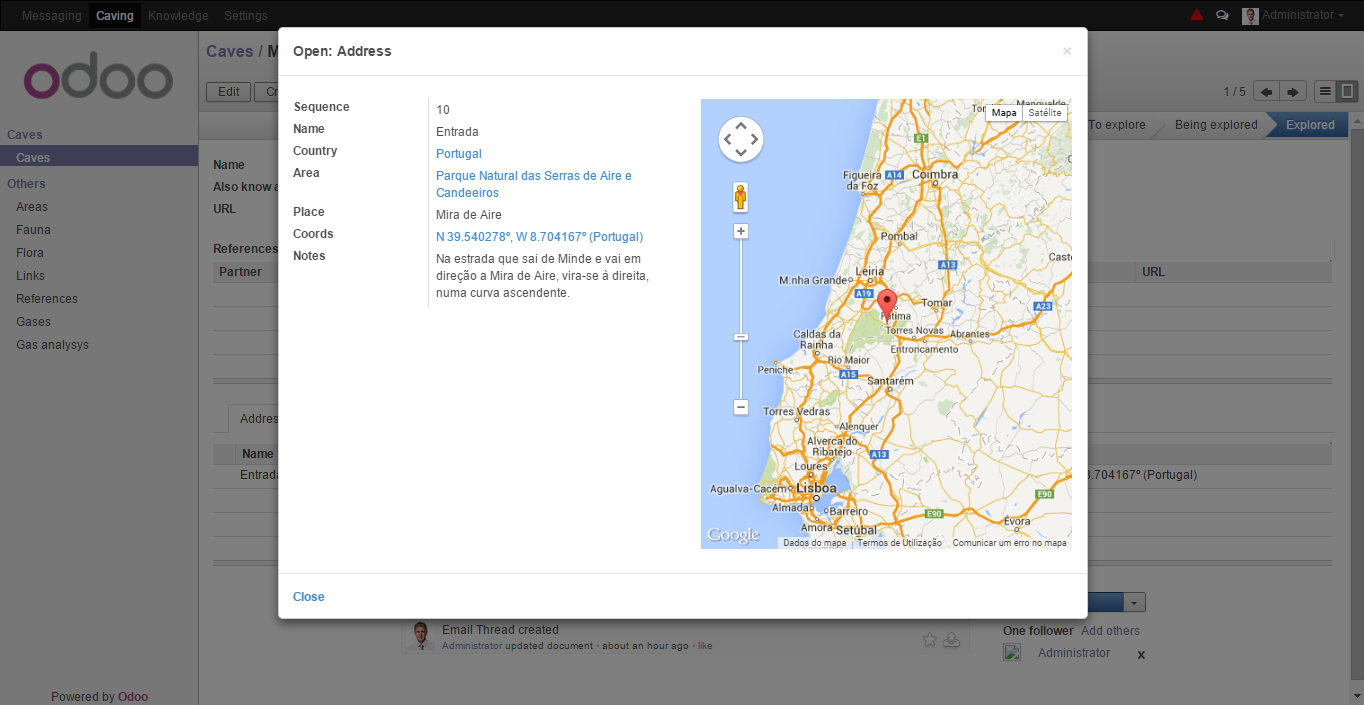 Messaging Caving Knowledge Settings
Administrator
odoo
Caves
Caves
Others
Areas
Fauna
Flora
Links
References
Gases
Gas analysys
Powered by Odoo
Caves / M
Edit Cr
1 / 5
To explore Being explored Explored
Name
Also know a
URL
References
Partner URL
Addres
Name
Entrada 8.704167º (Portugal)
Open: Address
×
Sequence 10
Name Entrada
Country Portugal
Area Parque Natural das Serras de Aire e
Candeeiros
Place Mira de Aire
Coords N 39.540278º, W 8.704167º (Portugal)
Notes Na estrada que sai de Minde e vai em
direção a Mira de Aire, vira-se à direita,
numa curva ascendente.
Mangualde
Mapa Satélite
E1
Figueira
da Foz
A14
Coimbra
Pombal
A13
Leiria
Marinha Grande
A19
Tomar
A23
Fátima
Torres Novas
Abrantes
Entroncamento
Caldas da
Rainha
Rio Maior
Peniche
A15
Santarém
Torres Vedras
Alenquer
Alverca do
Ribatejo
A13
Loures
Agualva-Cacém
Lisboa
E90
Almada
Barreiro
E90
Évora
Amora
Setúbal
Google
Dados do mapa Termos de Utilização Comunicar um erro no mapa
Close
Email Thread created
Administrator updated document • about an hour ago • like
One follower Add others
Administrator x